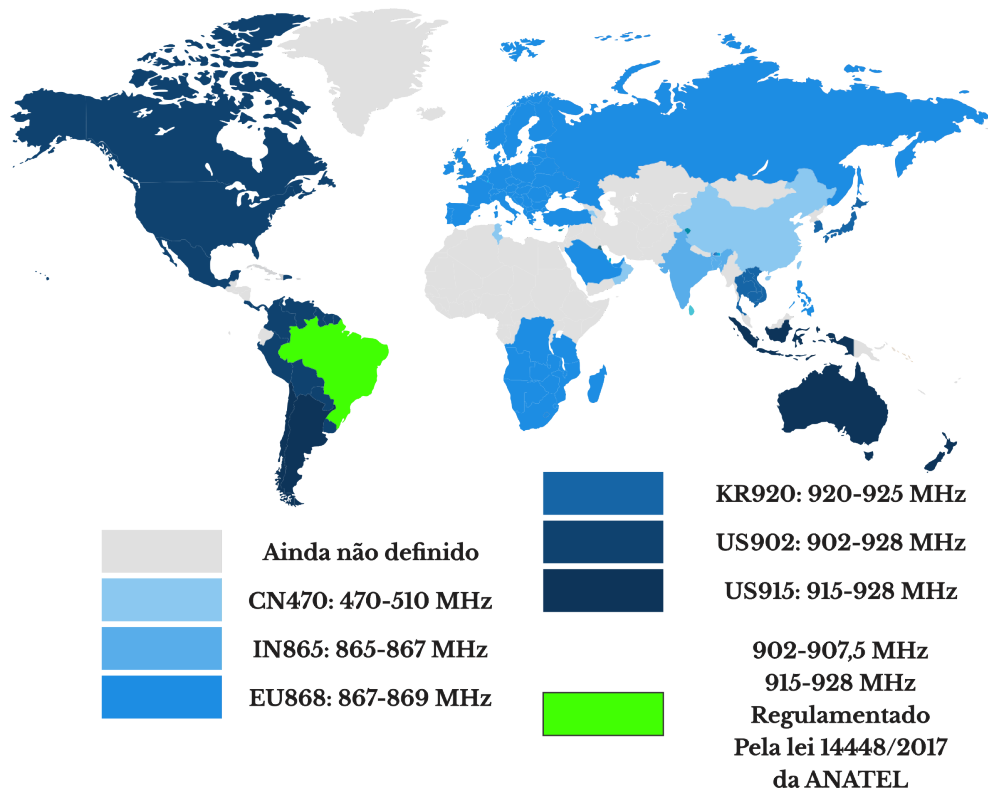 Ainda não definido
CN470: 470-510 MHz
IN865: 865-867 MHz
EU868: 867-869 MHz
KR920: 920-925 MHz
US902: 902-928 MHz
US915: 915-928 MHz
902-907,5 MHz
915-928 MHz
Regulamentado
Pela lei 14448/2017
da ANATEL